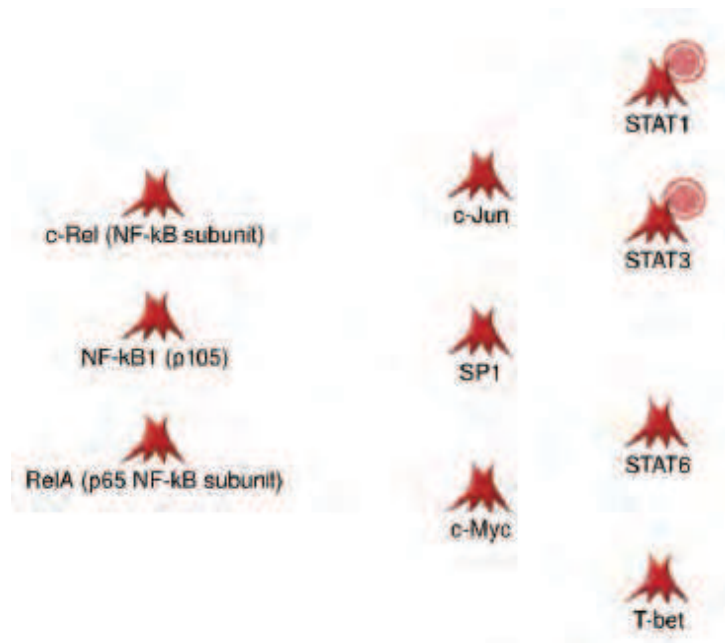 c-Rel (NF-kB subunit)
NF-kB1 (p105)
RelA (p65 NF-kB subunit)
c-Jun
SP1
c-Myc
STAT1
STAT3
STAT6
T-bet